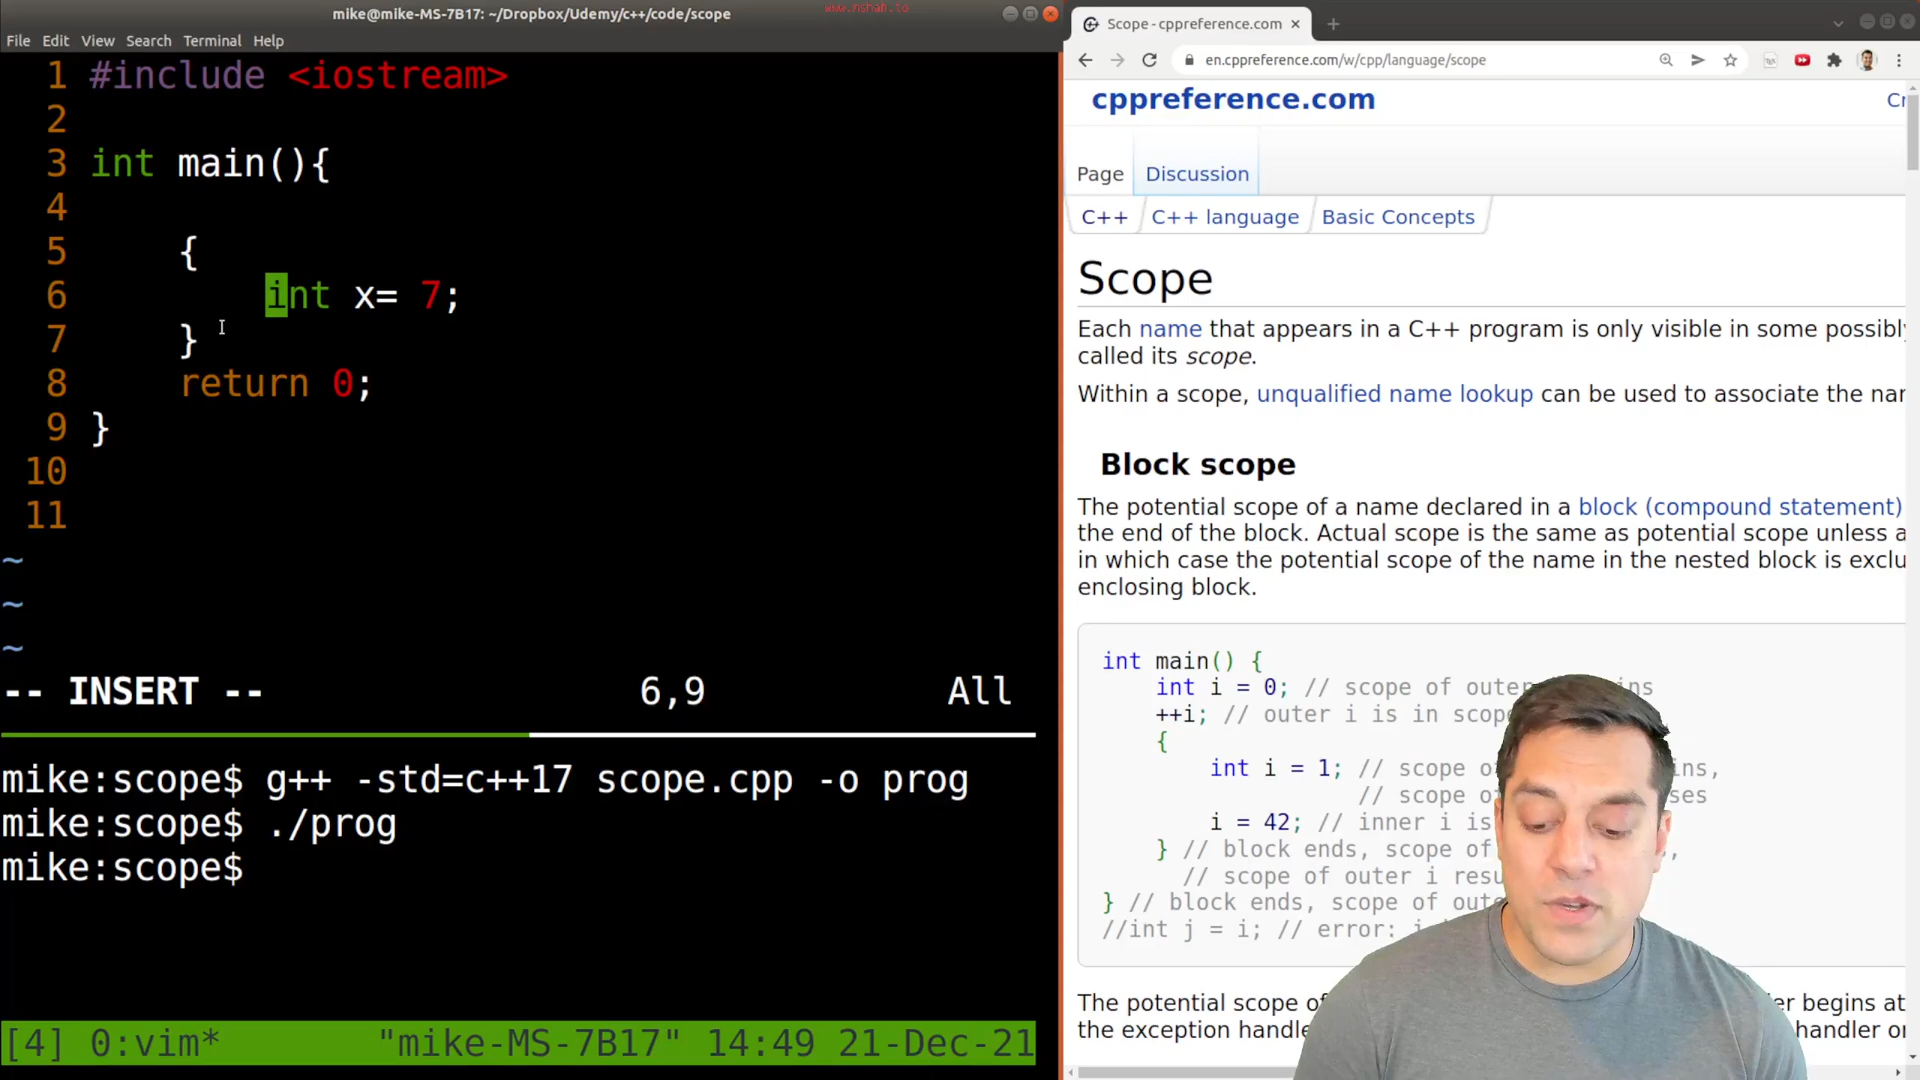 mike@mike-MS-7B17: ~/Dropbox/Udemy/c++/code/scope
www.mshah.io
File Edit View Search Terminal Help
1 #include <iostream>
2
3 int main(){
4
5 {
6 int x= 7;
7 }
8 return 0;
9 }
10
11
~
~
~
-- INSERT -- 6,9 All
mike:scope$ g++ -std=c++17 scope.cpp -o prog
mike:scope$ ./prog
mike:scope$
[4] 0:vim* "mike-MS-7B17" 14:49 21-Dec-21
Scope - cppreference.com
en.cppreference.com/w/cpp/language/scope
cppreference.com
Page Discussion
C++ C++ language Basic Concepts
Scope
Each name that appears in a C++ program is only visible in some
called its scope.
Within a scope, unqualified name lookup can be used to associate the
Block scope
The potential scope of a name declared in a block (compound statement)
the end of the block. Actual scope is the same as potential scope unless
in which case the potential scope of the name in the nested block is
enclosing block.
int main() {
int i = 0; // scope of outer
++i; // outer i is in
{
int i = 1; // scope
// scope
i = 42; // inner i is
} // block ends, scope of
// scope of outer i
} // block ends, scope of
//int j = i; // error:
The potential scope begins at
the exception handler